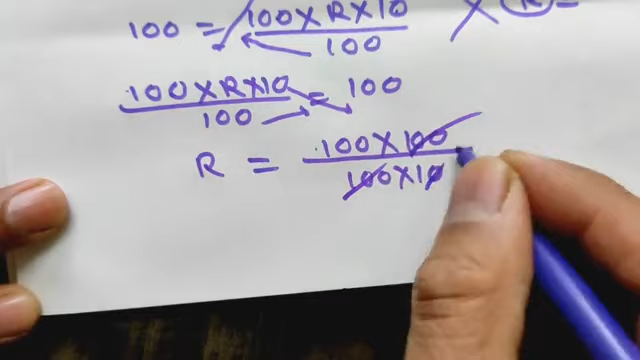 100 = 100 X R X 10 / 100 X R =
100 X R X 10 / 100 = 100
R = 100 X 100 / 100 X 10